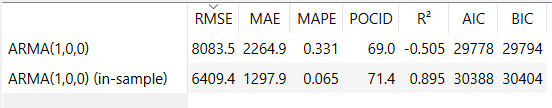 RMSE MAE MAPE POCID R² AIC BIC
ARMA(1,0,0) 8083.5 2264.9 0.331 69.0 -0.505 29778 29794
ARMA(1,0,0) (in-sample) 6409.4 1297.9 0.065 71.4 0.895 30388 30404